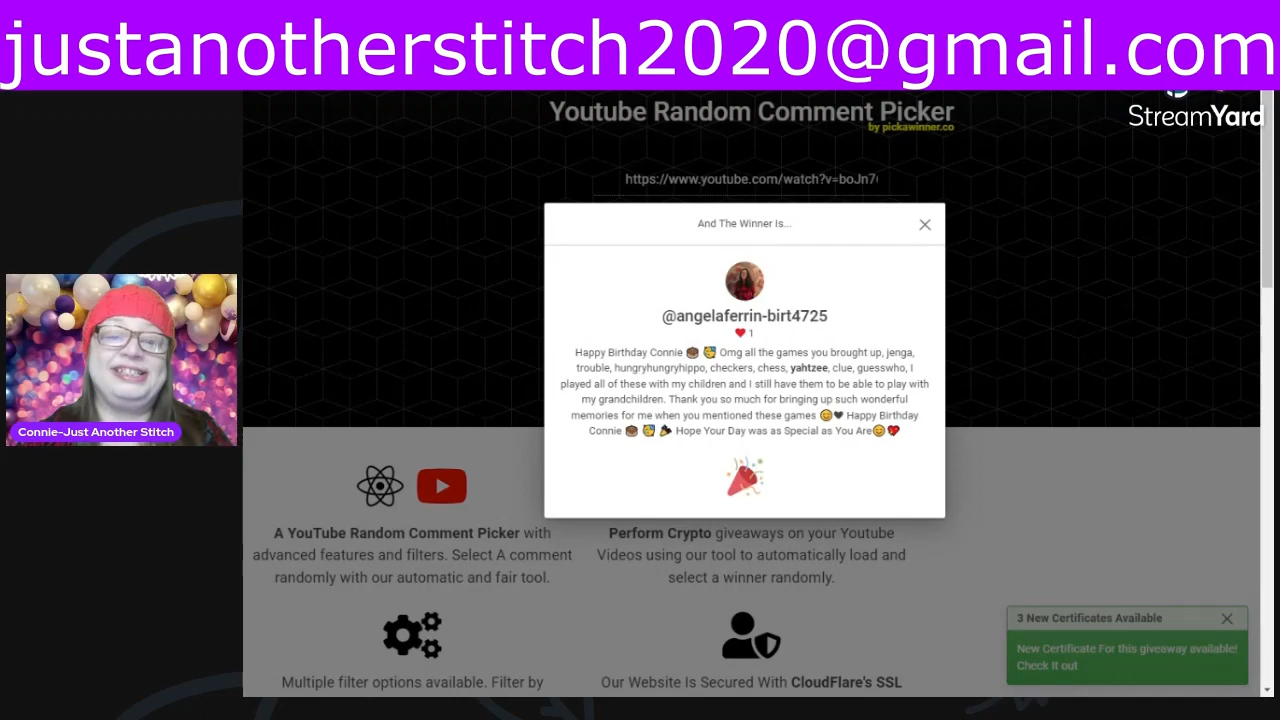 justanotherstitch2020@gmail.com
StreamYard
Youtube Random Comment Picker
by pickawinner.co
https://www.youtube.com/watch?v=boJn7
And The Winner Is...
@angelaferrin-birt4725
❤️ 1
Happy Birthday Connie 🎂 🥳 Omg all the games you brought up, jenga,
trouble, hungryhungryhippo, checkers, chess, yahtzee, clue, guesswho, I
played all of these with my children and I still have them to be able to play with
my grandchildren. Thank you so much for bringing up such wonderful
memories for me when you mentioned these games 😊🖤 Happy Birthday
Connie 🎂 🥳 🎉 Hope Your Day was as Special as You Are😊💖
Connie-Just Another Stitch
A YouTube Random Comment Picker with
advanced features and filters. Select A comment
randomly with our automatic and fair tool.
Perform Crypto giveaways on your Youtube
Videos using our tool to automatically load and
select a winner randomly.
3 New Certificates Available
New Certificate For this giveaway available!
Check It out
Multiple filter options available. Filter by
Our Website Is Secured With CloudFlare's SSL